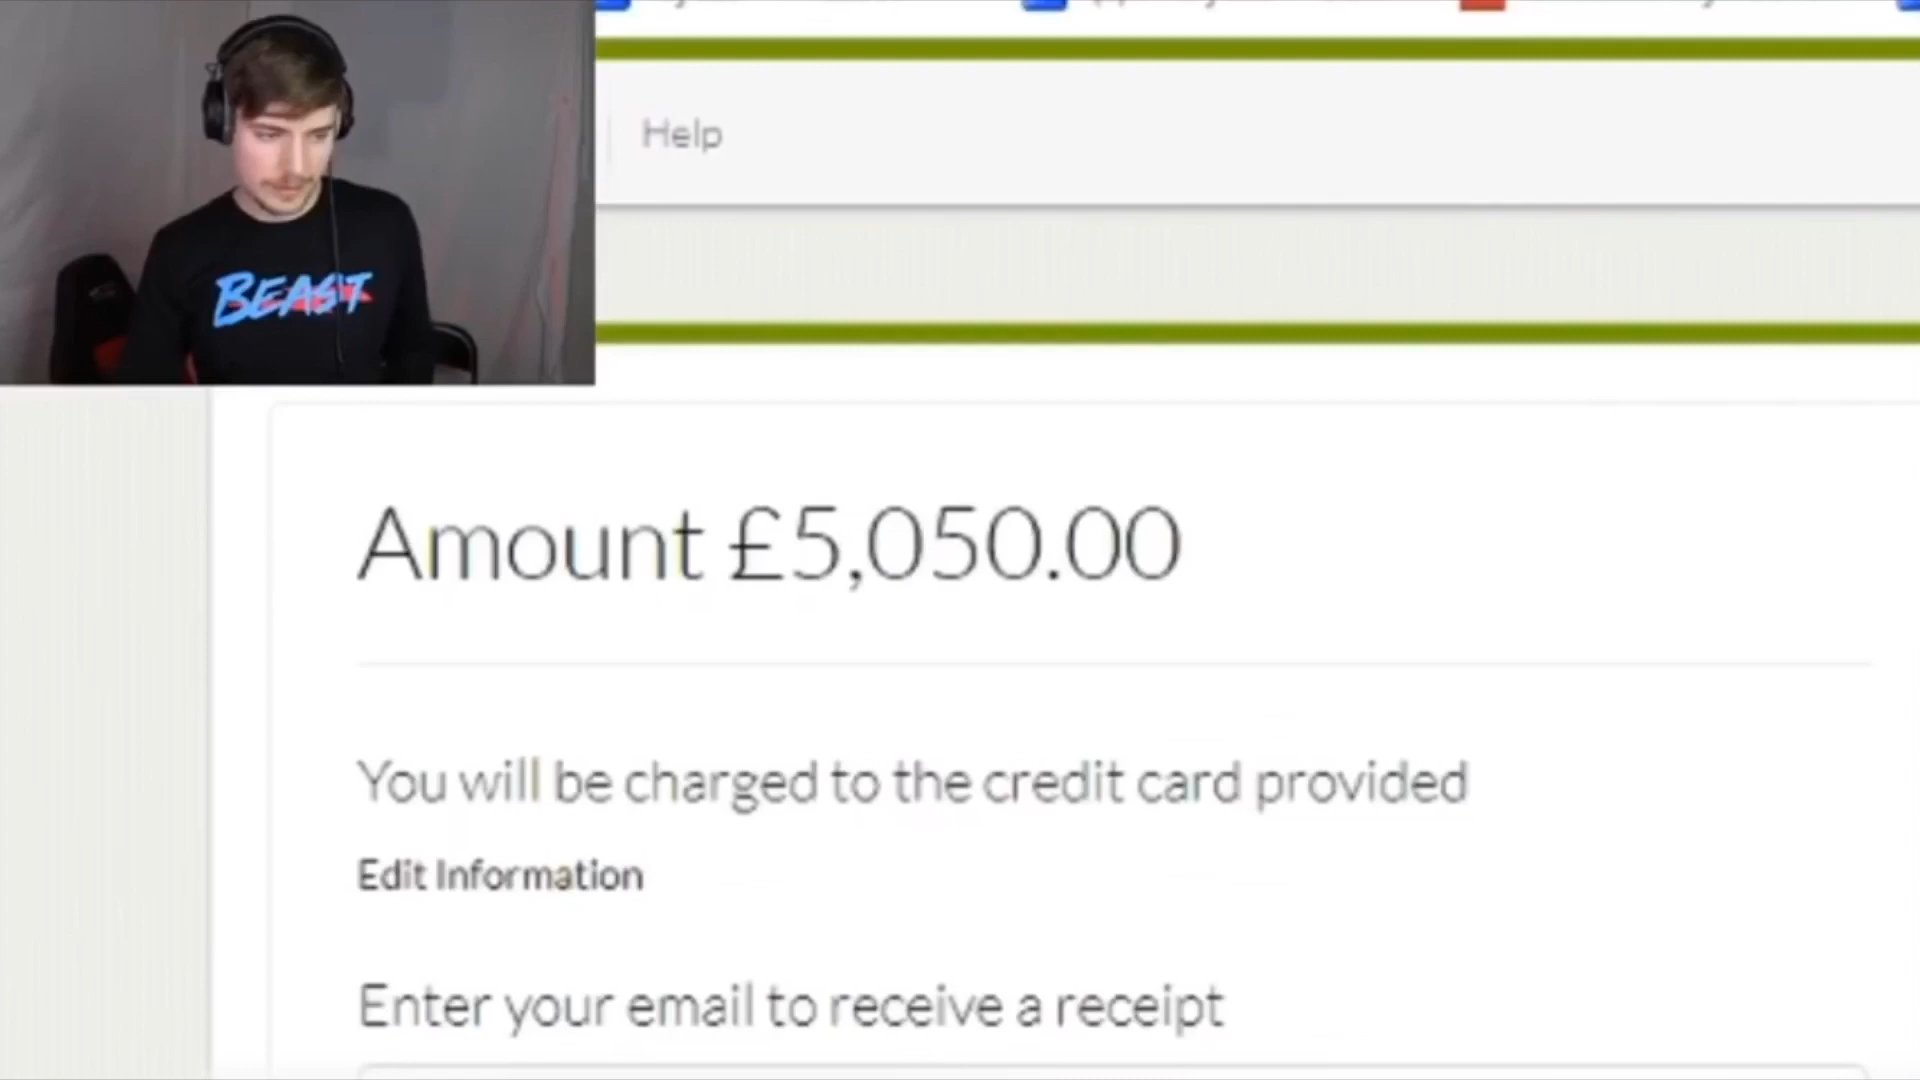 BEAST
Help
Amount £5,050.00
You will be charged to the credit card provided
Edit Information
Enter your email to receive a receipt